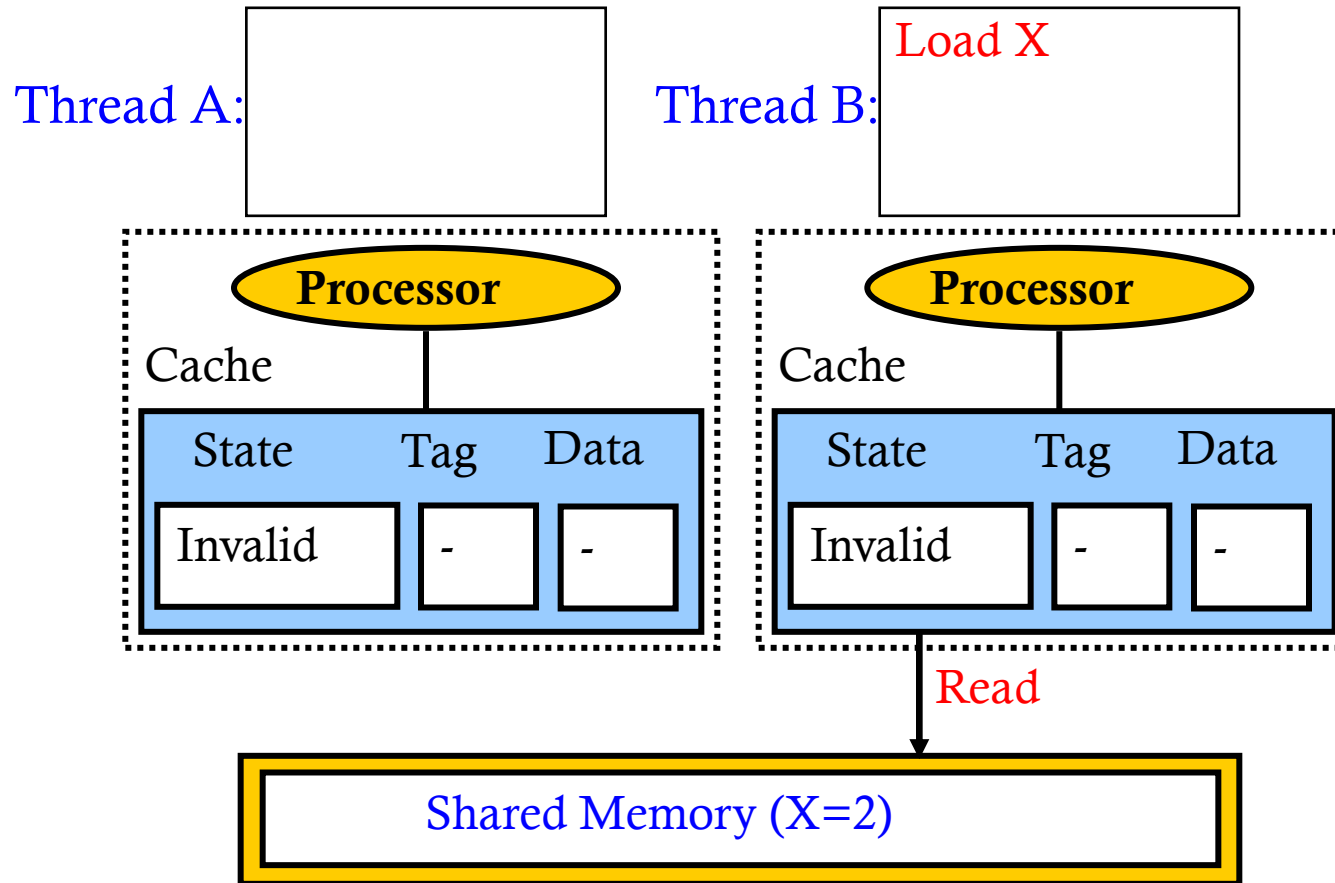 Load X
Thread A:
Thread B:
Processor
Processor
Cache
Cache
State Tag Data
State Tag Data
Invalid - -
Invalid - -
Read
Shared Memory (X=2)